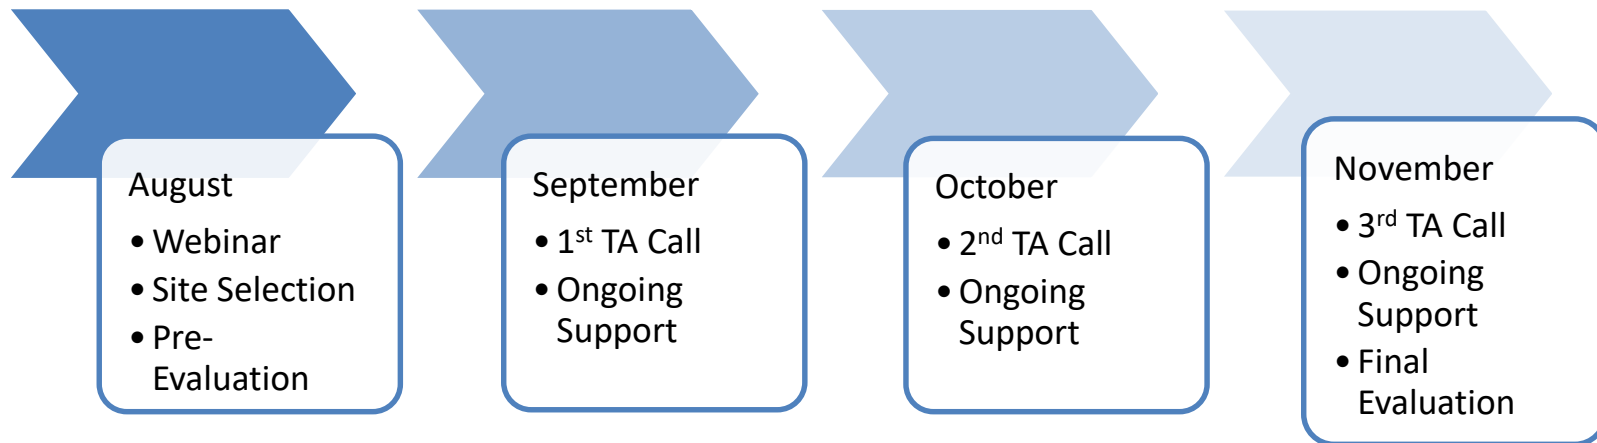 August
• Webinar
• Site Selection
• Pre-
Evaluation
September
• 1st TA Call
• Ongoing
Support
October
• 2nd TA Call
• Ongoing
Support
November
• 3rd TA Call
• Ongoing
Support
• Final
Evaluation